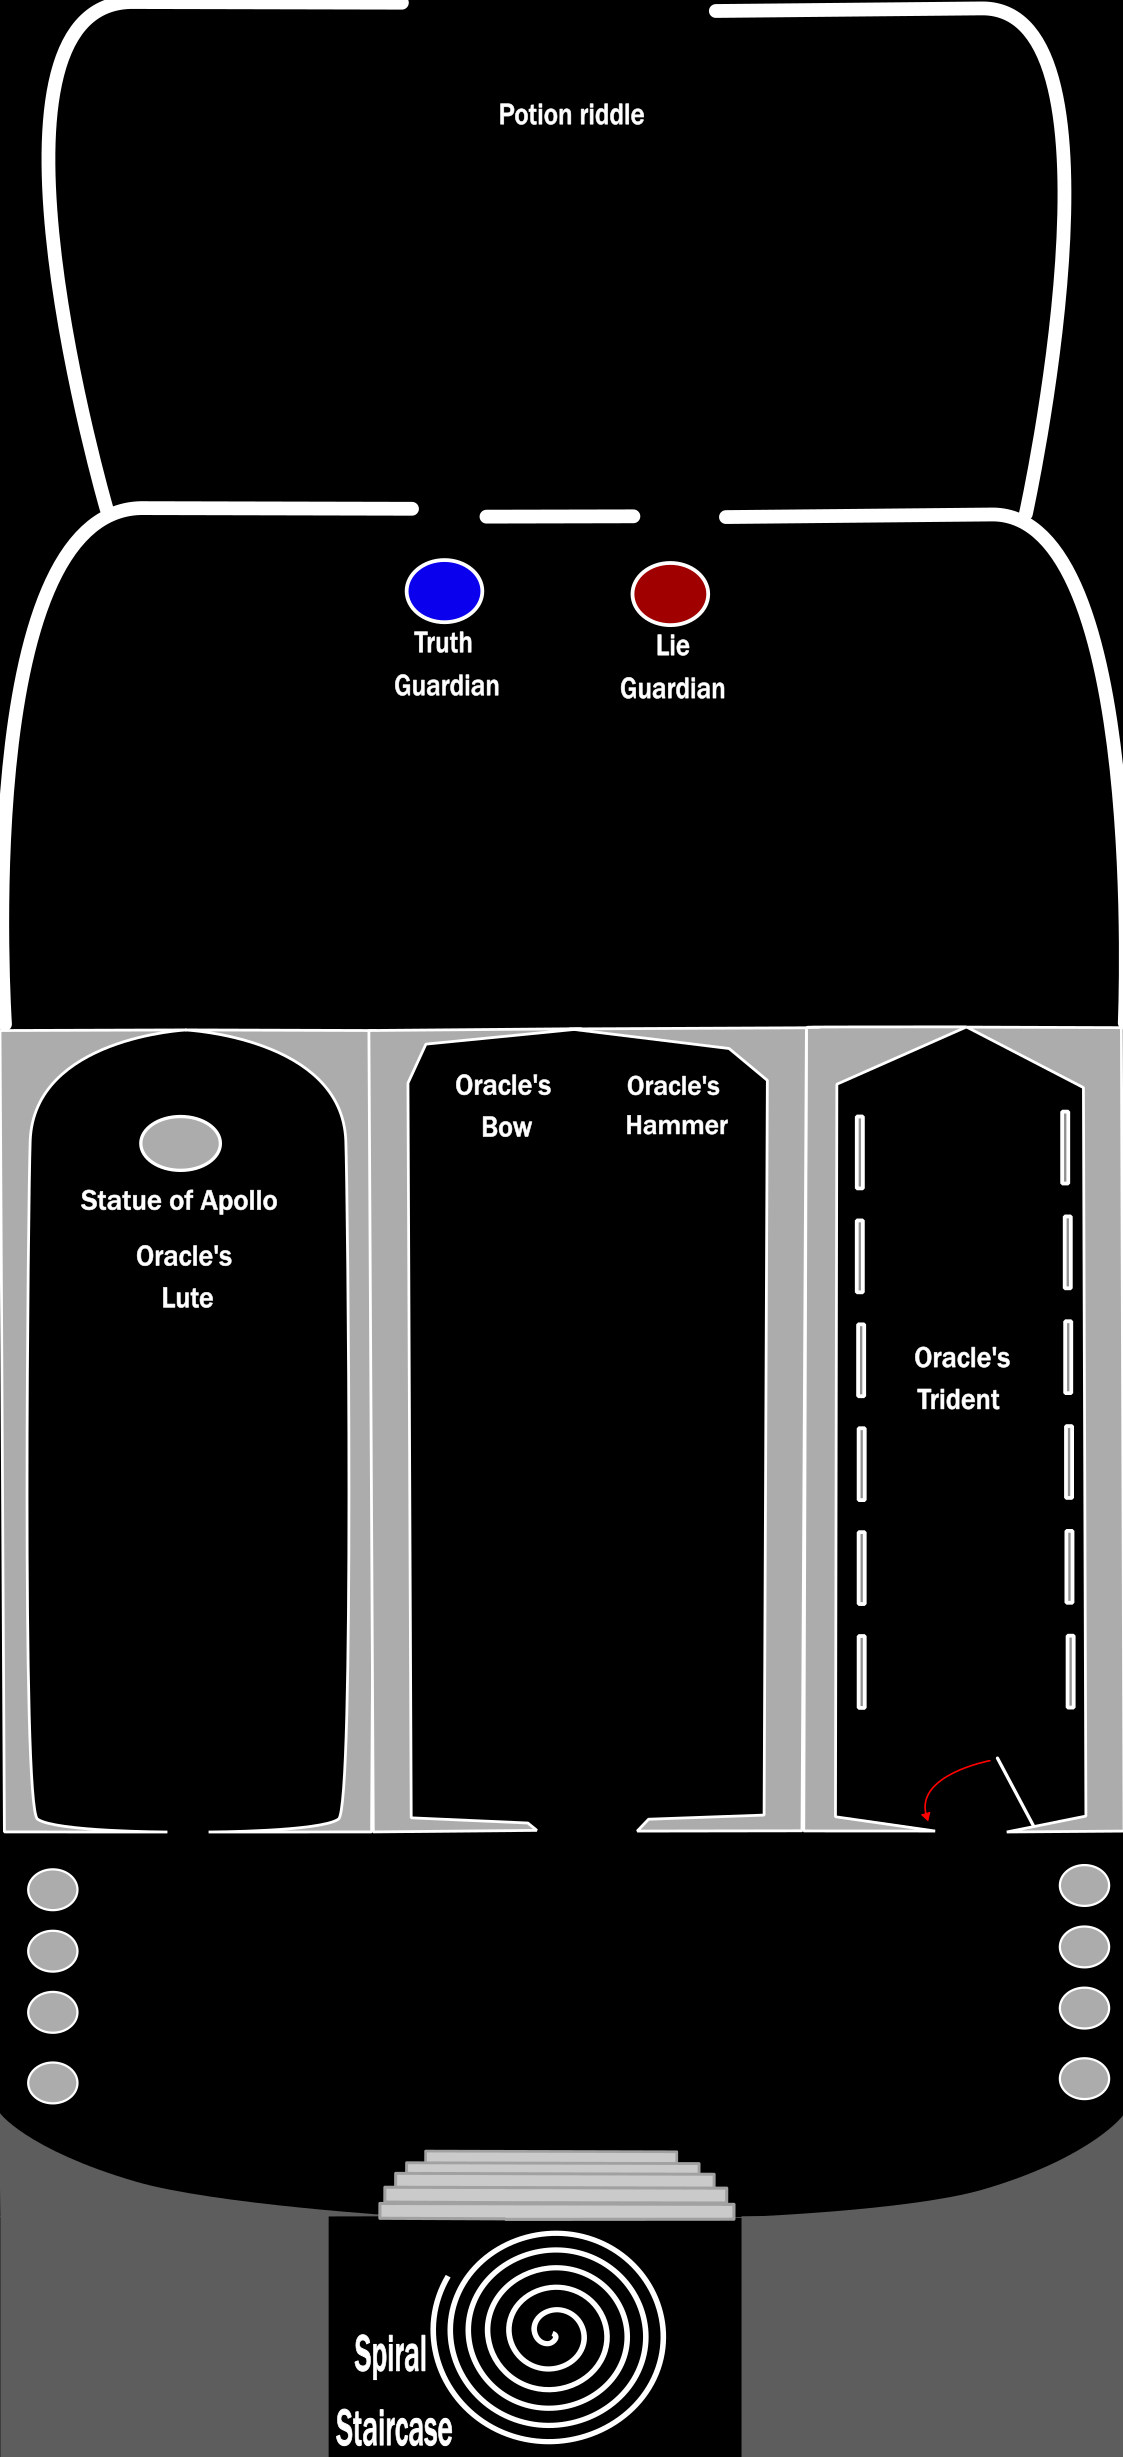 Potion riddle
Truth
Guardian
Lie
Guardian
Oracle's
Bow
Oracle's
Hammer
Statue of Apollo
Oracle's
Lute
Oracle's
Trident
Spiral
Staircase